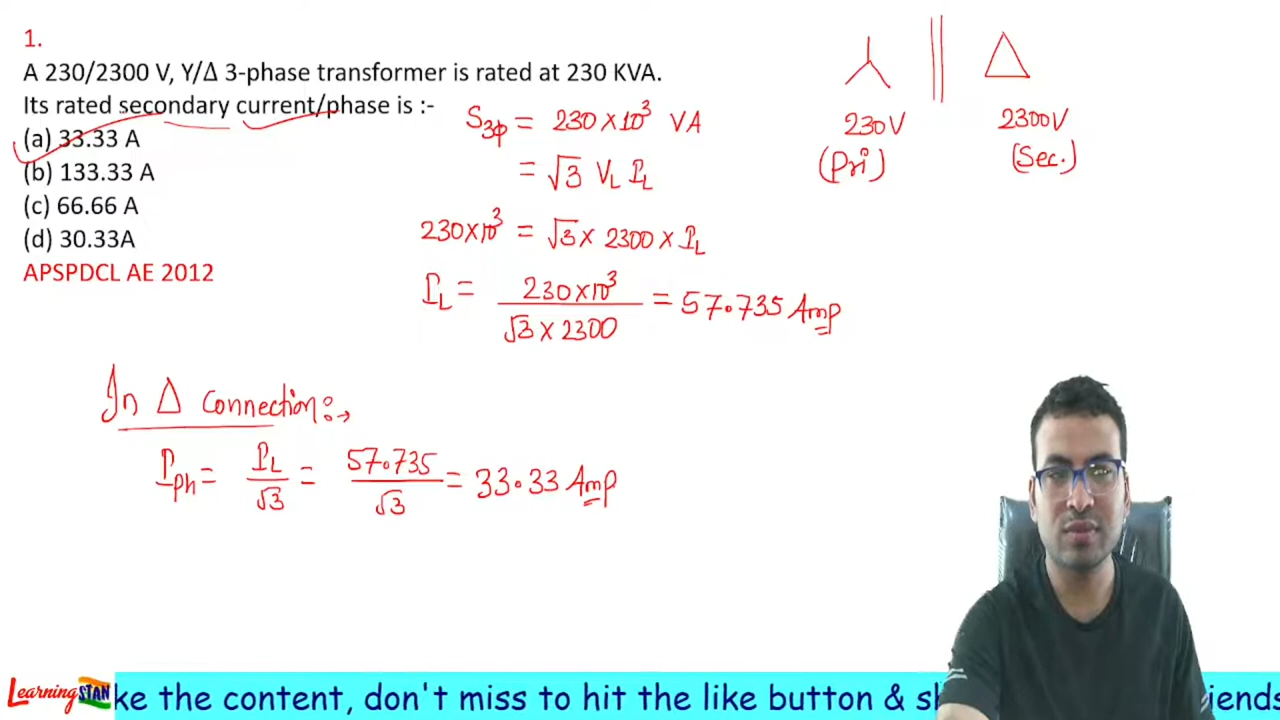 1.
A 230/2300 V, Y/Δ 3-phase transformer is rated at 230 KVA.
Its rated secondary current/phase is :-
(a) 33.33 A
(b) 133.33 A
(c) 66.66 A
(d) 30.33A
APSPDCL AE 2012
S3φ = 230×10³ VA
= √3 VL IL
230×10³ = √3 × 2300 × IL
IL = 230×10³ / √3 × 2300 = 57.735 Amp
230V
(Pri)
2300V
(Sec.)
In Δ connection:→
Iph = IL/√3 = 57.735/√3 = 33.33 Amp
LearningSTAN
ke the content, don't miss to hit the like button & sh
iends